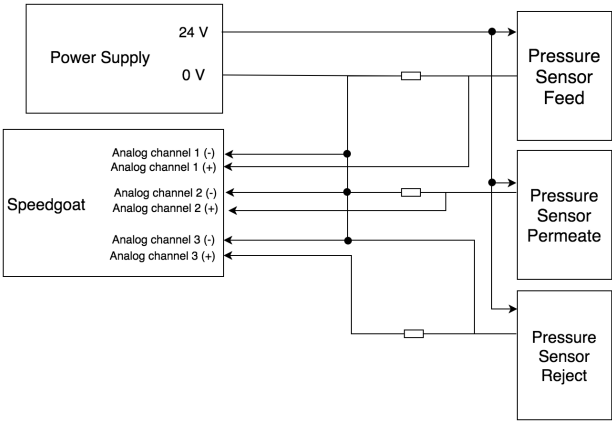 24 V
Power Supply
0 V
Pressure
Sensor
Feed
Speedgoat
Analog channel 1 (-)
Analog channel 1 (+)
Analog channel 2 (-)
Analog channel 2 (+)
Analog channel 3 (-)
Analog channel 3 (+)
Pressure
Sensor
Permeate
Pressure
Sensor
Reject